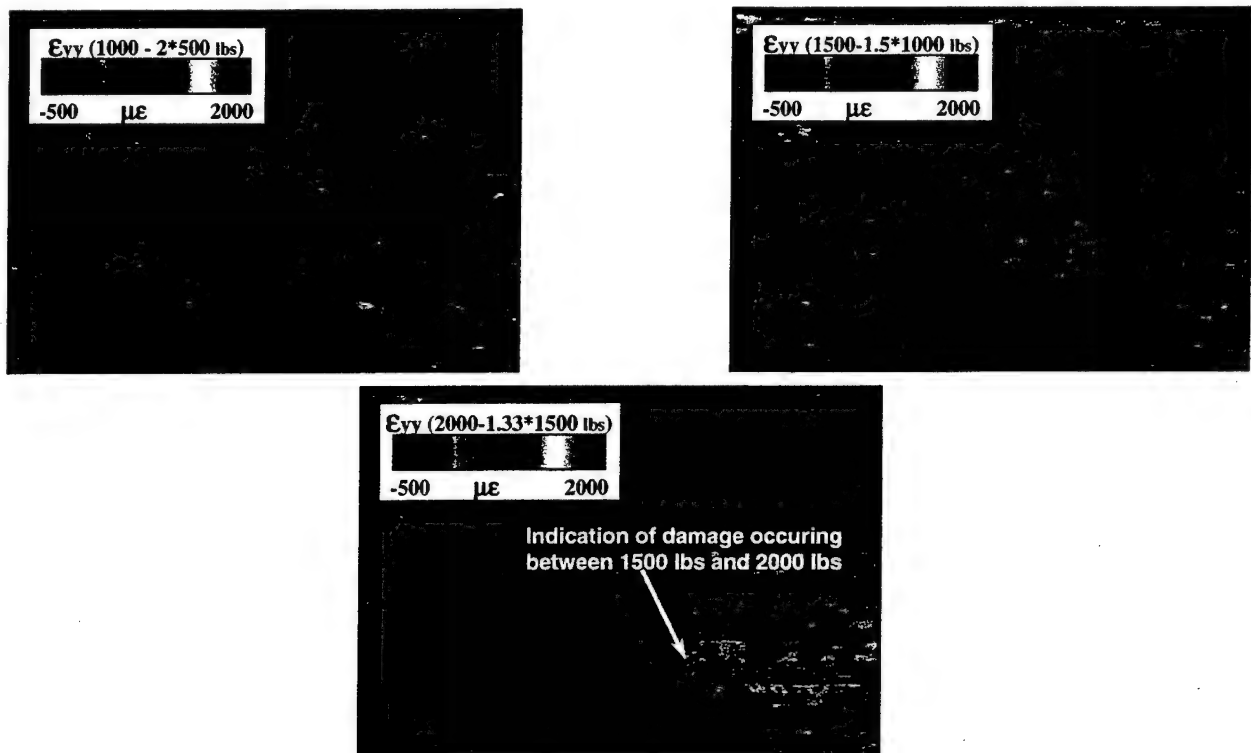 εyy (1000 - 2*500 lbs)
-500 με 2000
εyy (1500-1.5*1000 lbs)
-500 με 2000
εyy (2000-1.33*1500 lbs)
-500 με 2000
Indication of damage occuring
between 1500 lbs and 2000 lbs